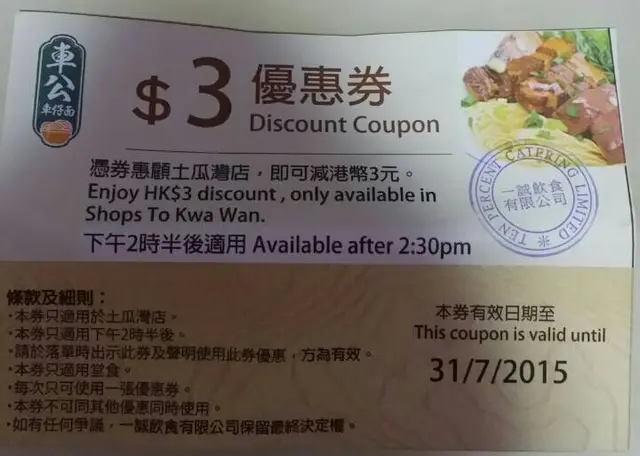 車公
車仔面
$3 優惠券
Discount Coupon
憑券惠顧土瓜灣店，即可減港幣3元。
Enjoy HK$3 discount , only available in
Shops To Kwa Wan.
下午2時半後適用 Available after 2:30pm
TEN PERCENT CATERING LIMITED
一誠飲食
有限公司
條款及細則：
•本券只適用於土瓜灣店。
•本券只適用下午2時半後。
•請於落單時出示此券及聲明使用此券優惠，方為有效。
•本券只適用堂食。
•每次只可使用一張優惠券。
•本券不可同其他優惠同時使用。
•如有任何爭議，一誠飲食有限公司保留最終決定權。
本券有效日期至
This coupon is valid until
31/7/2015